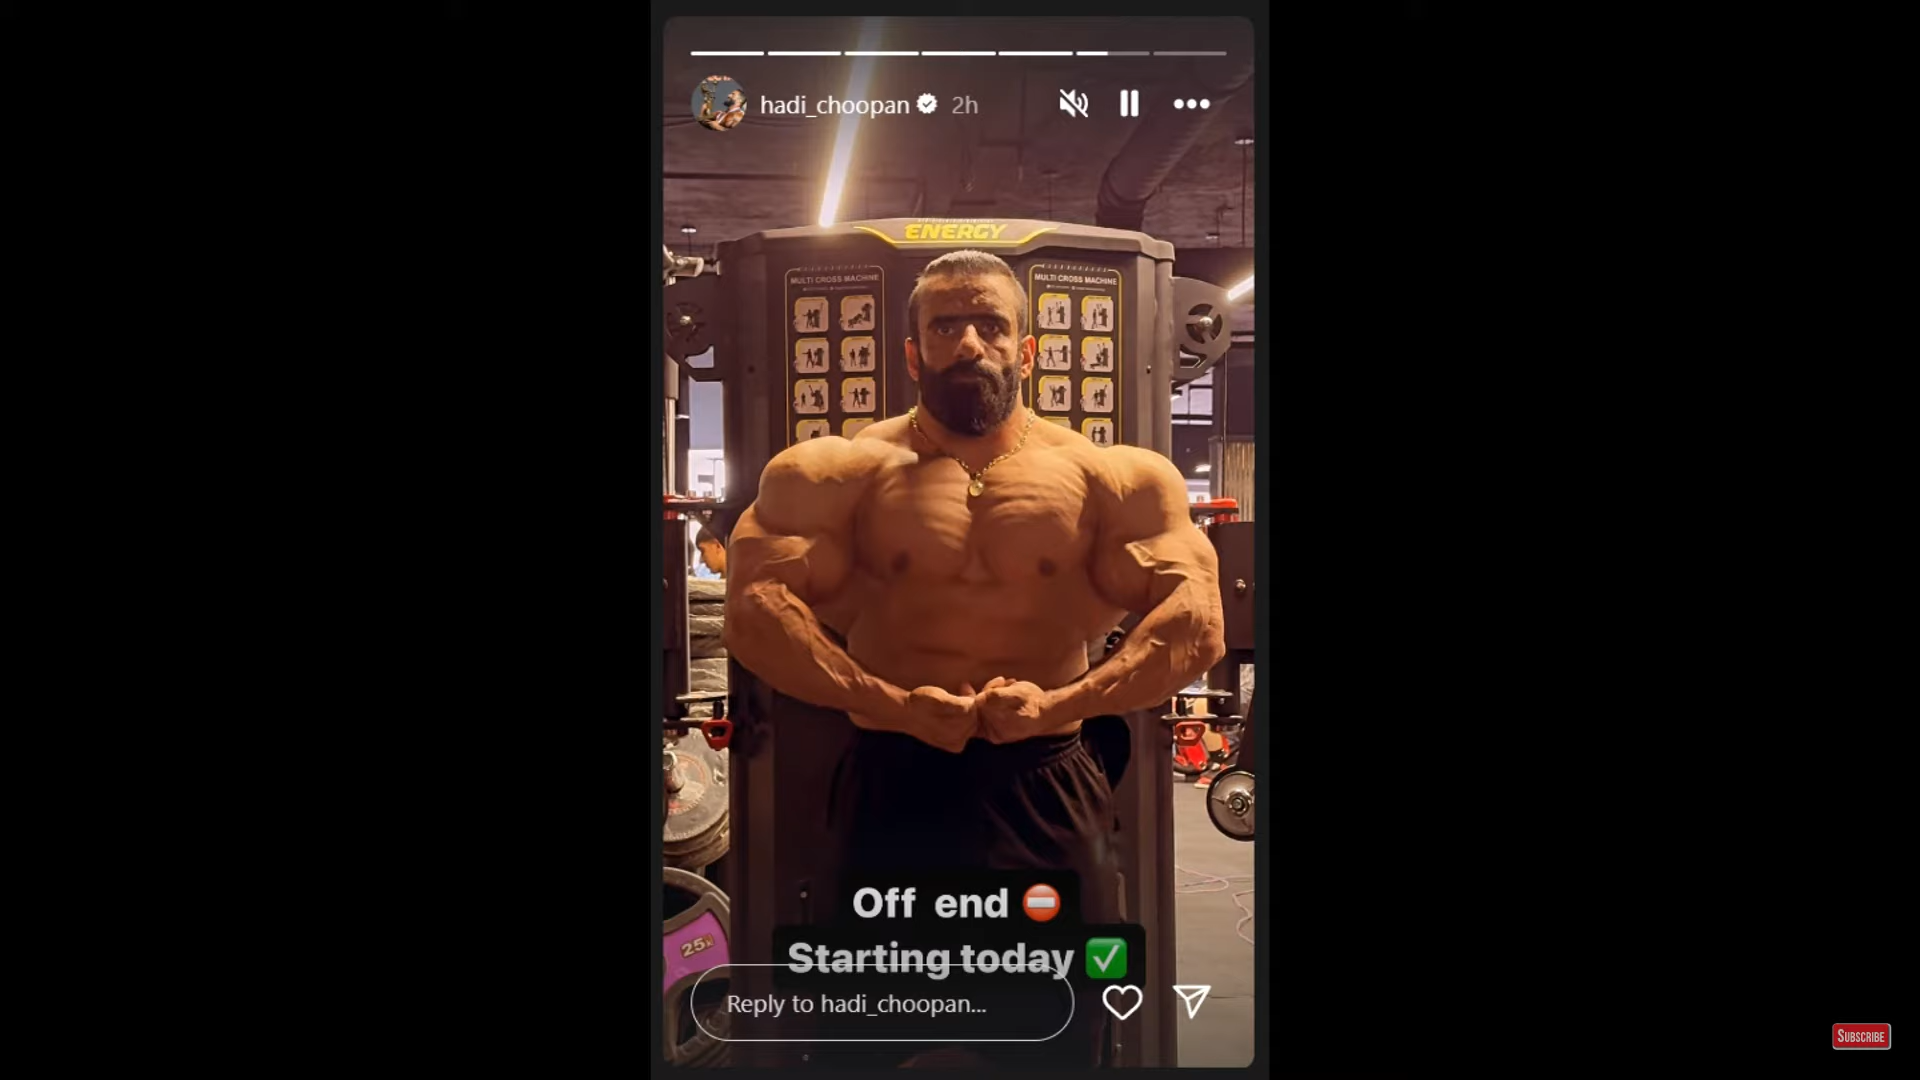 hadi_choopan 2h
ENERGY
MULTI CROSS MACHINE
MULTI CROSS MACHINE
Off end ⛔
Starting today ✅
25
Reply to hadi_choopan...
SUBSCRIBE